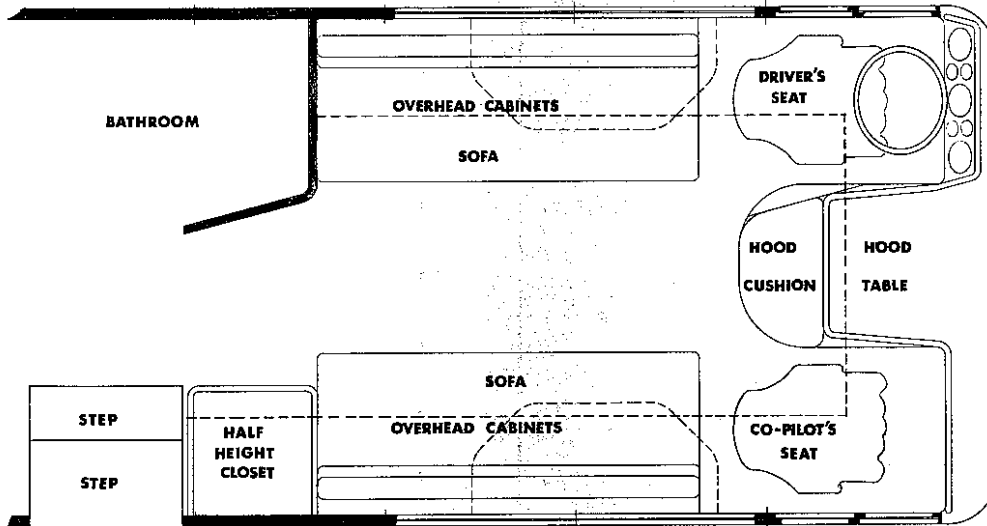 BATHROOM
OVERHEAD CABINETS
SOFA
DRIVER'S
SEAT
HOOD
CUSHION
HOOD
TABLE
STEP
STEP
HALF
HEIGHT
CLOSET
SOFA
OVERHEAD CABINETS
CO-PILOT'S
SEAT